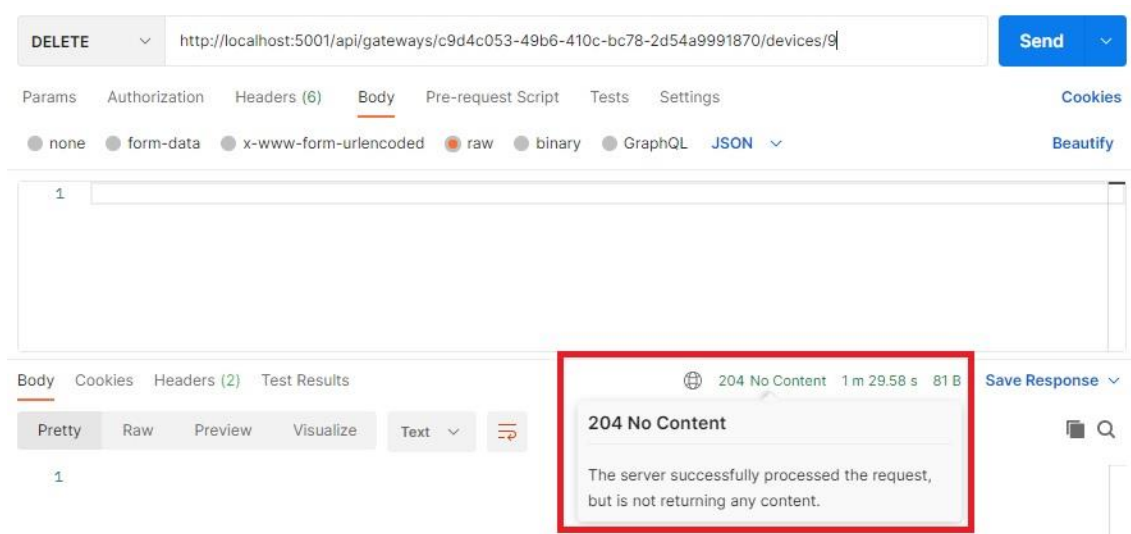 DELETE http://localhost:5001/api/gateways/c9d4c053-49b6-410c-bc78-2d54a9991870/devices/9 Send
Params Authorization Headers (6) Body Pre-request Script Tests Settings Cookies
none form-data x-www-form-urlencoded raw binary GraphQL JSON Beautify
1
Body Cookies Headers (2) Test Results 204 No Content 1 m 29.58 s 81 B Save Response
Pretty Raw Preview Visualize Text
1
204 No Content
The server successfully processed the request,
but is not returning any content.